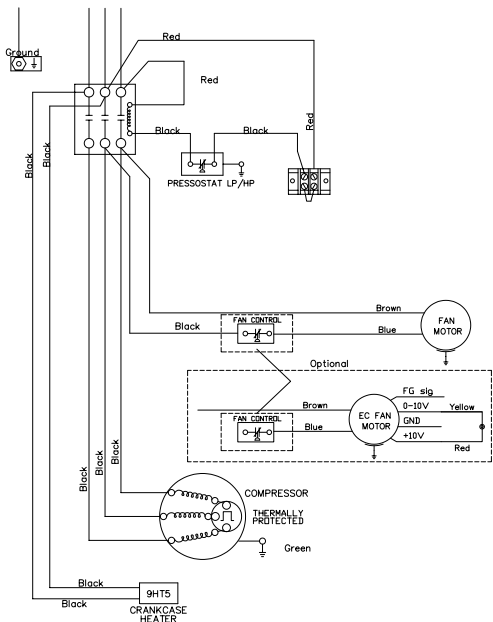 Red
Ground
Red
Black
Black
Red
Black
Black
PRESSOSTAT LP/HP
Brown
FAN CONTROL
FAN
MOTOR
Black
Blue
Optional
FG sig
Brown
0-10V
Yellow
FAN CONTROL
EC FAN
MOTOR
GND
Blue
+10V
Red
Black
Black
Black
COMPRESSOR
THERMALLY
PROTECTED
Green
Black
9HT5
Black
CRANKCASE
HEATER